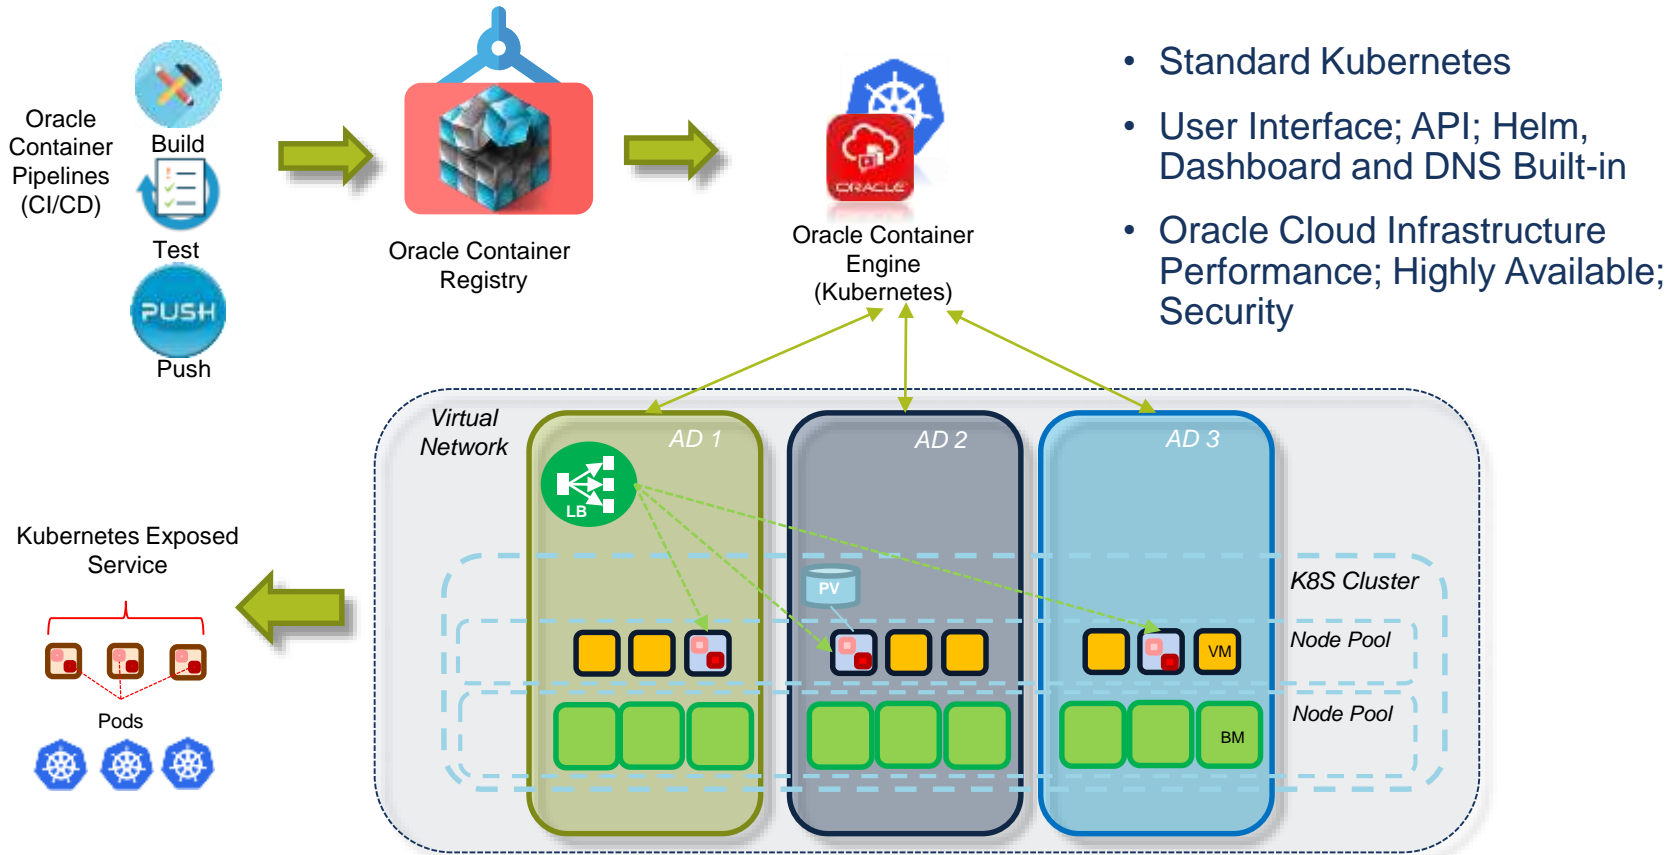 Oracle
Container
Pipelines
(CI/CD)
Build
Test
PUSH
Push
Oracle Container
Registry
ORACLE
Oracle Container
Engine
(Kubernetes)
• Standard Kubernetes
• User Interface; API; Helm,
Dashboard and DNS Built-in
• Oracle Cloud Infrastructure
Performance; Highly Available;
Security
Virtual
Network
AD 1
AD 2
AD 3
LB
PV
K8S Cluster
Node Pool
VM
Node Pool
BM
Kubernetes Exposed
Service
Pods